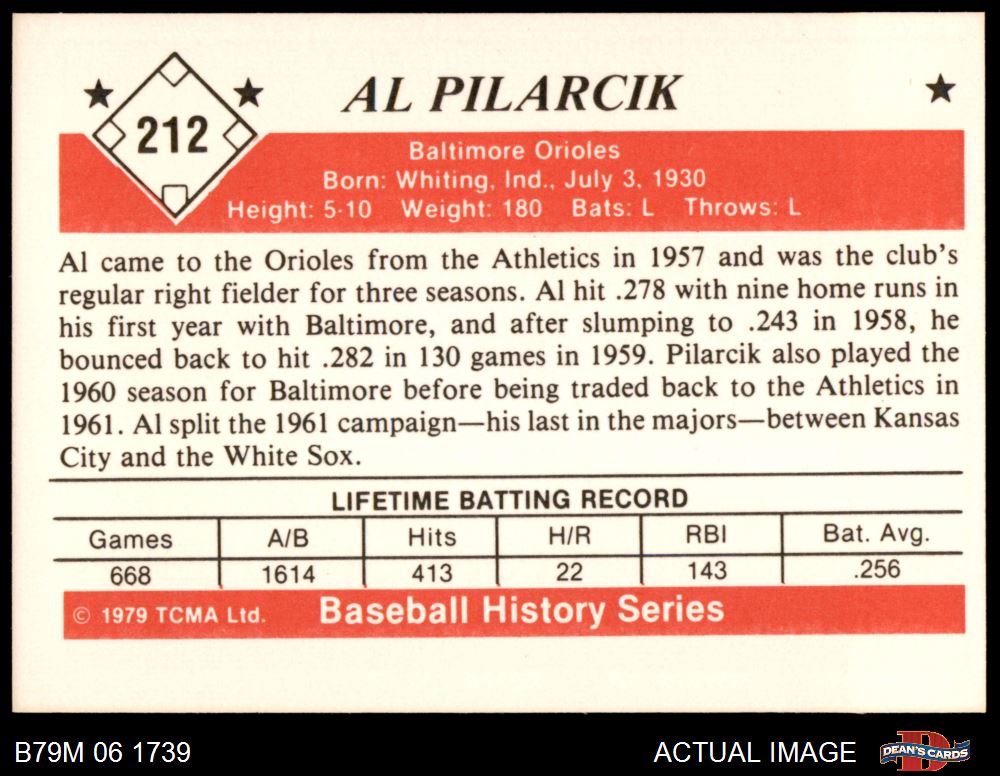 212
AL PILARCIK
Baltimore Orioles
Born: Whiting, Ind., July 3, 1930
Height: 5-10 Weight: 180 Bats: L Throws: L
Al came to the Orioles from the Athletics in 1957 and was the club's
regular right fielder for three seasons. Al hit .278 with nine home runs in
his first year with Baltimore, and after slumping to .243 in 1958, he
bounced back to hit .282 in 130 games in 1959. Pilarcik also played the
1960 season for Baltimore before being traded back to the Athletics in
1961. Al split the 1961 campaign—his last in the majors—between Kansas
City and the White Sox.
LIFETIME BATTING RECORD
Games A/B Hits H/R RBI Bat. Avg.
668 1614 413 22 143 .256
© 1979 TCMA Ltd. Baseball History Series
B79M 06 1739 ACTUAL IMAGE DEAN'S CARDS